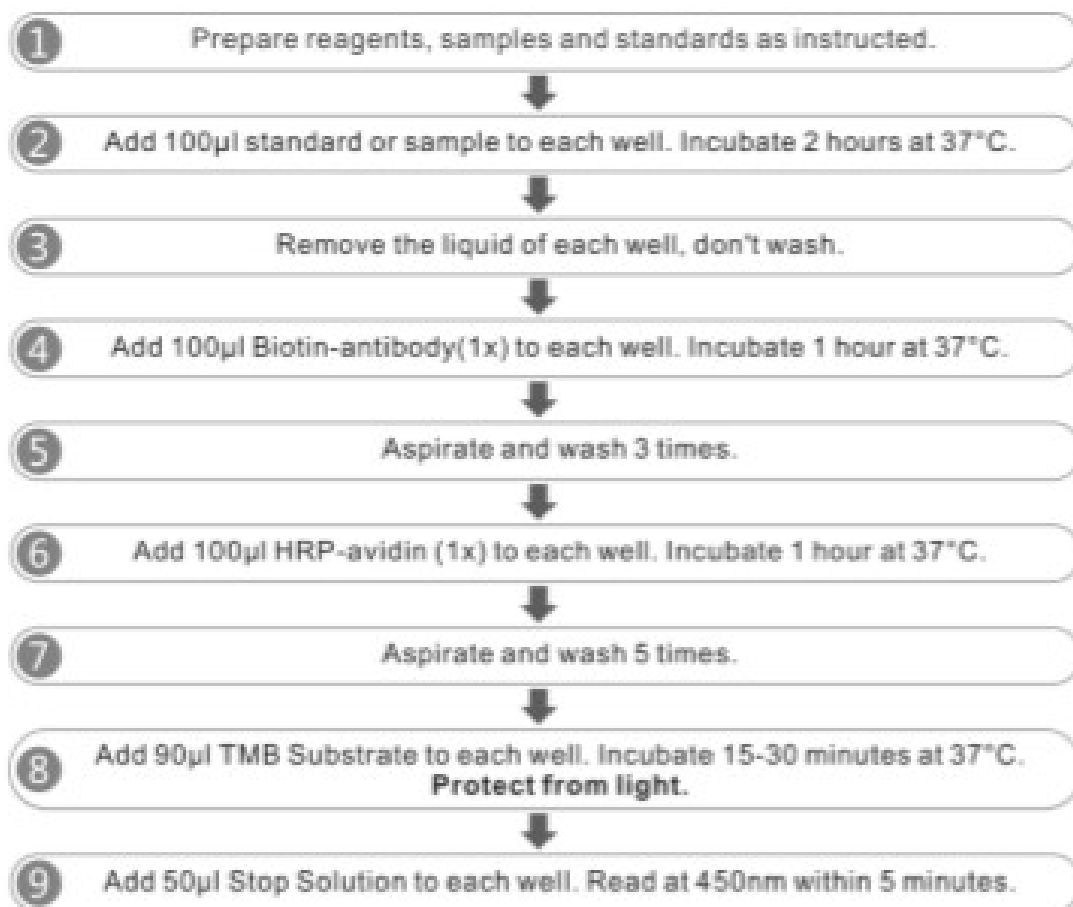 1 Prepare reagents, samples and standards as instructed.
2 Add 100µl standard or sample to each well. Incubate 2 hours at 37°C.
3 Remove the liquid of each well, don't wash.
4 Add 100µl Biotin-antibody(1x) to each well. Incubate 1 hour at 37°C.
5 Aspirate and wash 3 times.
6 Add 100µl HRP-avidin (1x) to each well. Incubate 1 hour at 37°C.
7 Aspirate and wash 5 times.
8 Add 90µl TMB Substrate to each well. Incubate 15-30 minutes at 37°C.
Protect from light.
9 Add 50µl Stop Solution to each well. Read at 450nm within 5 minutes.